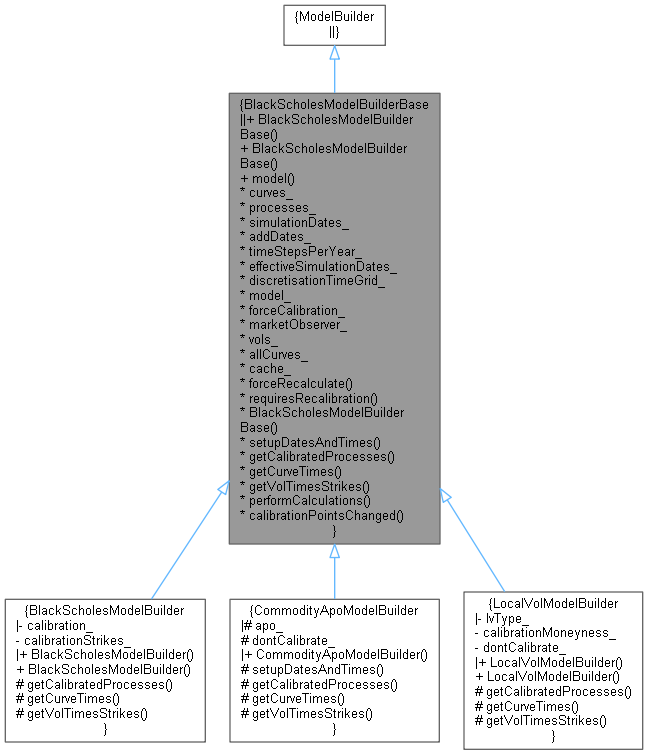 {ModelBuilder
||}
{BlackScholesModelBuilderBase
||+ BlackScholesModelBuilder
Base()
+ BlackScholesModelBuilder
Base()
+ model()
* curves_
* processes_
* simulationDates_
* addDates_
* timeStepsPerYear_
* effectiveSimulationDates_
* discretisationTimeGrid_
* model_
* forceCalibration_
* marketObserver_
* vols_
* allCurves_
* cache_
* forceRecalculate()
* requiresRecalibration()
* BlackScholesModelBuilder
Base()
* setupDatesAndTimes()
* getCalibratedProcesses()
* getCurveTimes()
* getVolTimesStrikes()
* performCalculations()
* calibrationPointsChanged()
}
{BlackScholesModelBuilder
|- calibration_
- calibrationStrikes_
|+ BlackScholesModelBuilder()
+ BlackScholesModelBuilder()
# getCalibratedProcesses()
# getCurveTimes()
# getVolTimesStrikes()
}
{CommodityApoModelBuilder
|# apo_
# dontCalibrate_
|+ CommodityApoModelBuilder()
# setupDatesAndTimes()
# getCalibratedProcesses()
# getCurveTimes()
# getVolTimesStrikes()
}
{LocalVolModelBuilder
|- lvType_
- calibrationMoneyness_
- dontCalibrate_
|+ LocalVolModelBuilder()
+ LocalVolModelBuilder()
# getCalibratedProcesses()
# getCurveTimes()
# getVolTimesStrikes()
}